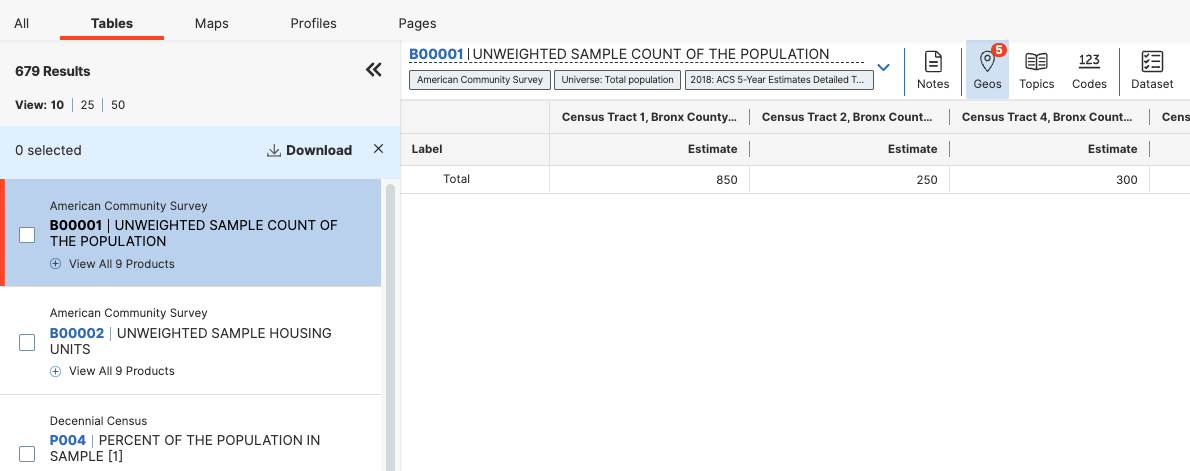 All Tables Maps Profiles Pages
679 Results
View: 10 | 25 | 50
0 selected Download
American Community Survey
B00001 | UNWEIGHTED SAMPLE COUNT OF
THE POPULATION
View All 9 Products
American Community Survey
B00002 | UNWEIGHTED SAMPLE HOUSING
UNITS
View All 9 Products
Decennial Census
P004 | PERCENT OF THE POPULATION IN
SAMPLE [1]
B00001 | UNWEIGHTED SAMPLE COUNT OF THE POPULATION
American Community Survey Universe: Total population 2018: ACS 5-Year Estimates Detailed T...
Notes Geos 5 Topics 123 Codes Dataset
Census Tract 1, Bronx County... Census Tract 2, Bronx Count... Census Tract 4, Bronx Count... Cens
Label Estimate Estimate Estimate
Total 850 250 300